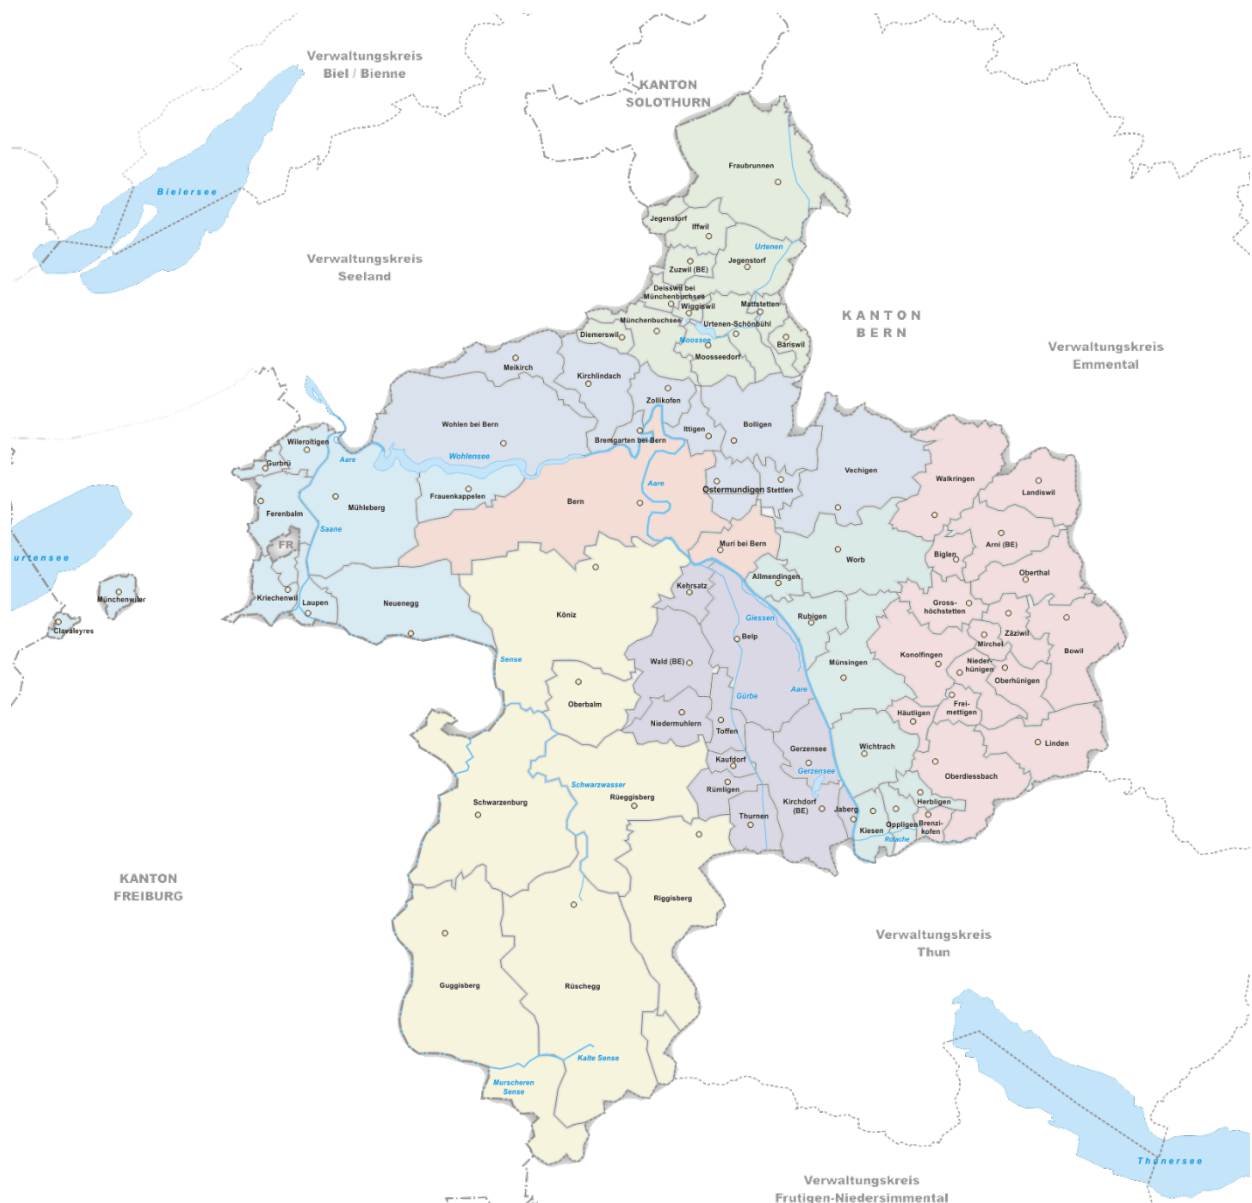 Verwaltungskreis
Biel / Bienne
KANTON
SOLOTHURN
Fraubrunnen
Bielersee
Jegenstorf
Iffwil
Urtenen
Verwaltungskreis
Seeland
Zuzwil (BE)
Jegenstorf
Deisswil bei
Münchenbuchsee
Wiggiswil
Mattstetten
KANTON
BERN
Münchenbuchsee
Urtenen-Schönbühl
Diemerswil
Moossee
Bäriswil
Moosseedorf
Verwaltungskreis
Emmental
Meikirch
Kirchlindach
Zollikofen
Wohlen bei Bern
Bremgarten bei Bern
Ittigen
Bolligen
Wileroltigen
Aare
Wohlensee
Gurbrü
Vechigen
Walkringen
Landiswil
Frauenkappelen
Aare
Ostermundigen
Stettlen
Bern
Mühleberg
Ferenbalm
Saane
FR
Muri bei Bern
Arni (BE)
urtensee
Biglen
Worb
Oberthal
Allmendingen
Kehrsatz
Münchenwiler
Kriechenwil
Laupen
Neuenegg
Köniz
Gross-
höchstetten
Giessen
Rubigen
Zäziwil
Clavaleyres
Belp
Mirchel
Bowil
Sense
Wald (BE)
Münsingen
Konolfingen
Nieder-
hünigen
Oberhünigen
Aare
Gürbe
Oberbalm
Frei-
mettigen
Häutligen
Niedermuhlern
Toffen
Linden
Gerzensee
Wichtrach
Kaufdorf
Gerzensee
Oberdiessbach
Schwarzwasser
Rümligen
Rüeggisberg
Kirchdorf
(BE)
Jaberg
Herbligen
Schwarzenburg
Thurnen
Kiesen
Oppligen
Brenzi-
kofen
Rotache
KANTON
FREIBURG
Riggisberg
Verwaltungskreis
Thun
Guggisberg
Rüschegg
Kalte Sense
Murscheren
Sense
Thunersee
Verwaltungskreis
Frutigen-Niedersimmental